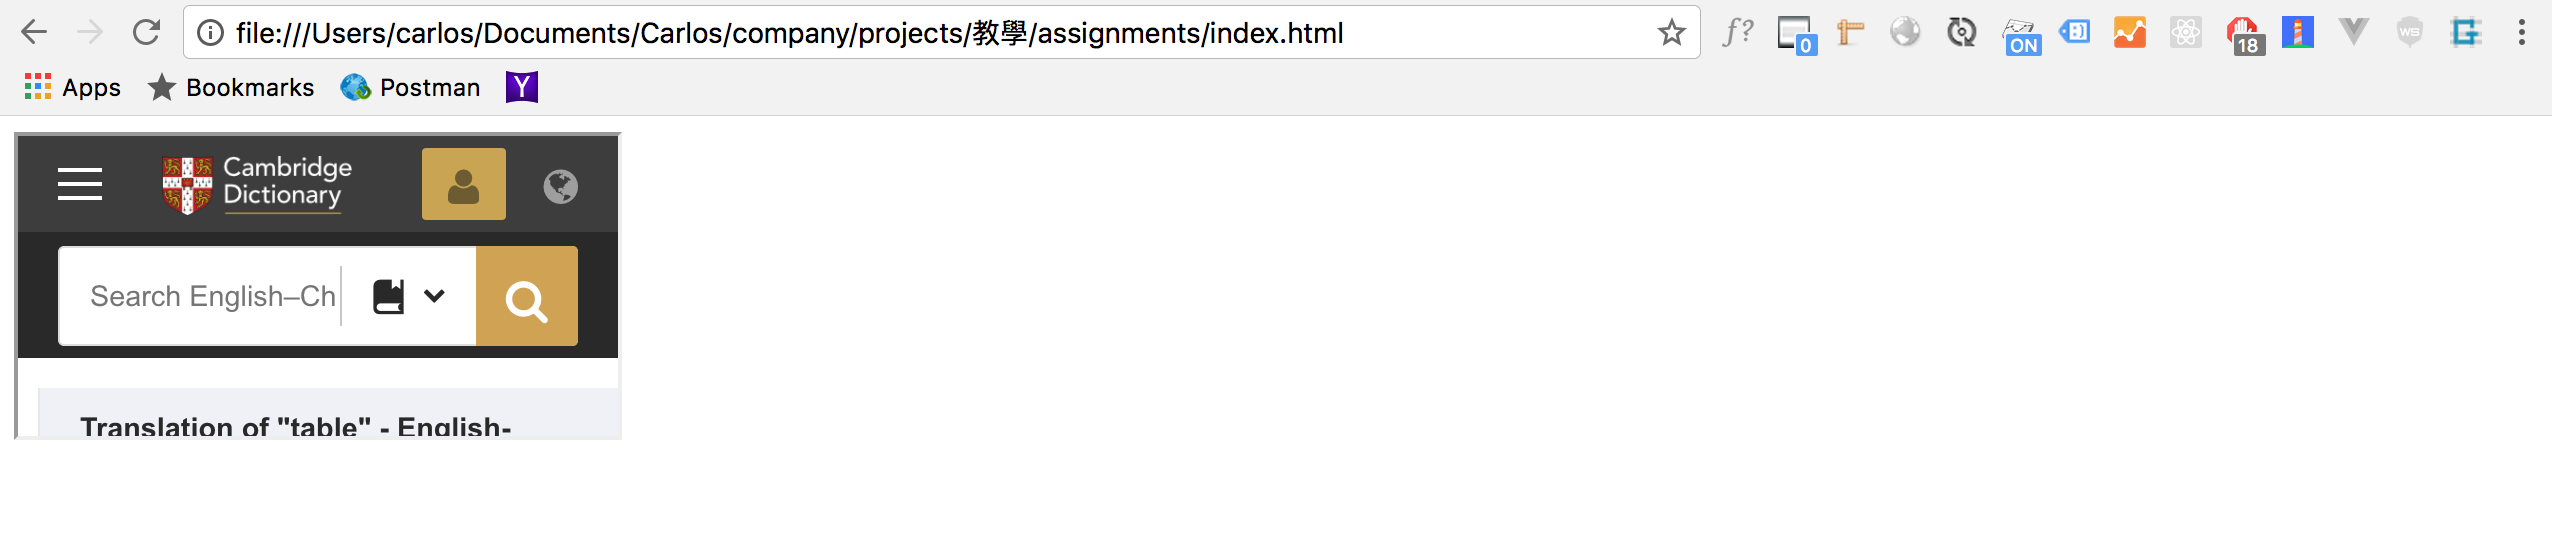 file:///Users/carlos/Documents/Carlos/company/projects/教學/assignments/index.html
f? 0 ON 18 WS
Apps Bookmarks Postman Y
Cambridge
Dictionary
Search English–Ch
Translation of "table" - English-